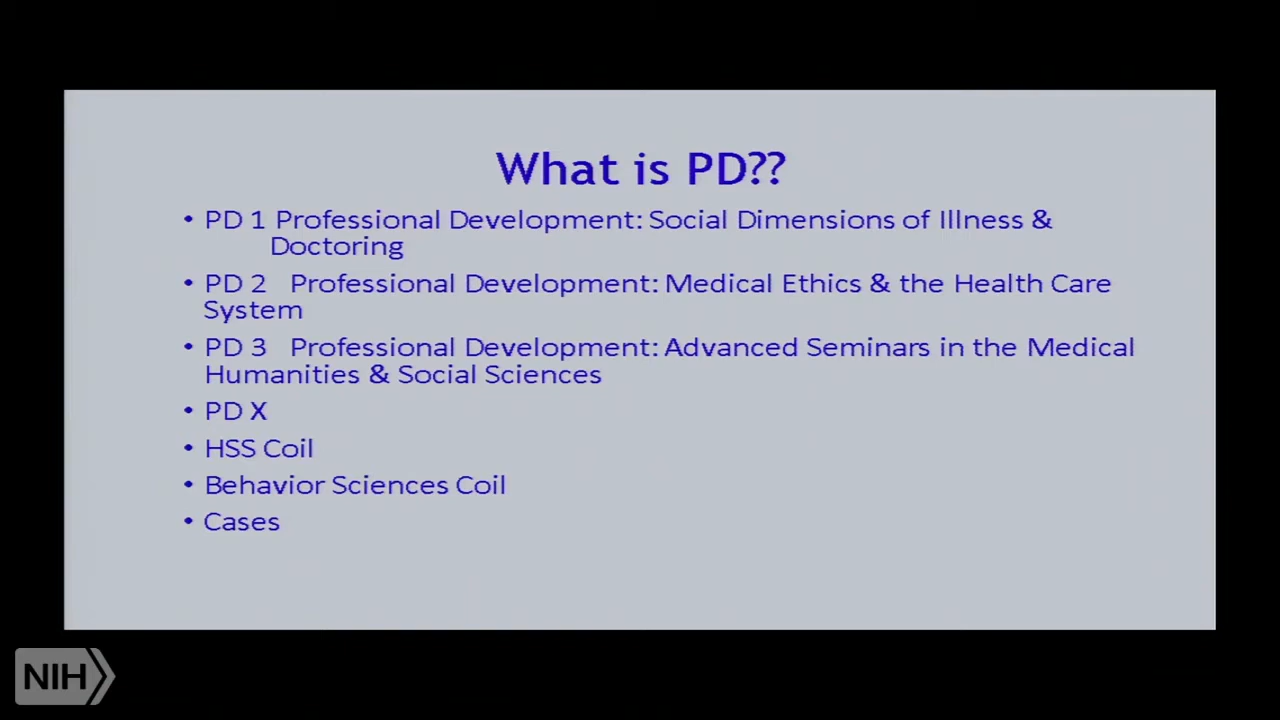 What is PD??
• PD 1 Professional Development: Social Dimensions of Illness &
Doctoring
• PD 2 Professional Development: Medical Ethics & the Health Care
System
• PD 3 Professional Development: Advanced Seminars in the Medical
Humanities & Social Sciences
• PD X
• HSS Coil
• Behavior Sciences Coil
• Cases
NIH